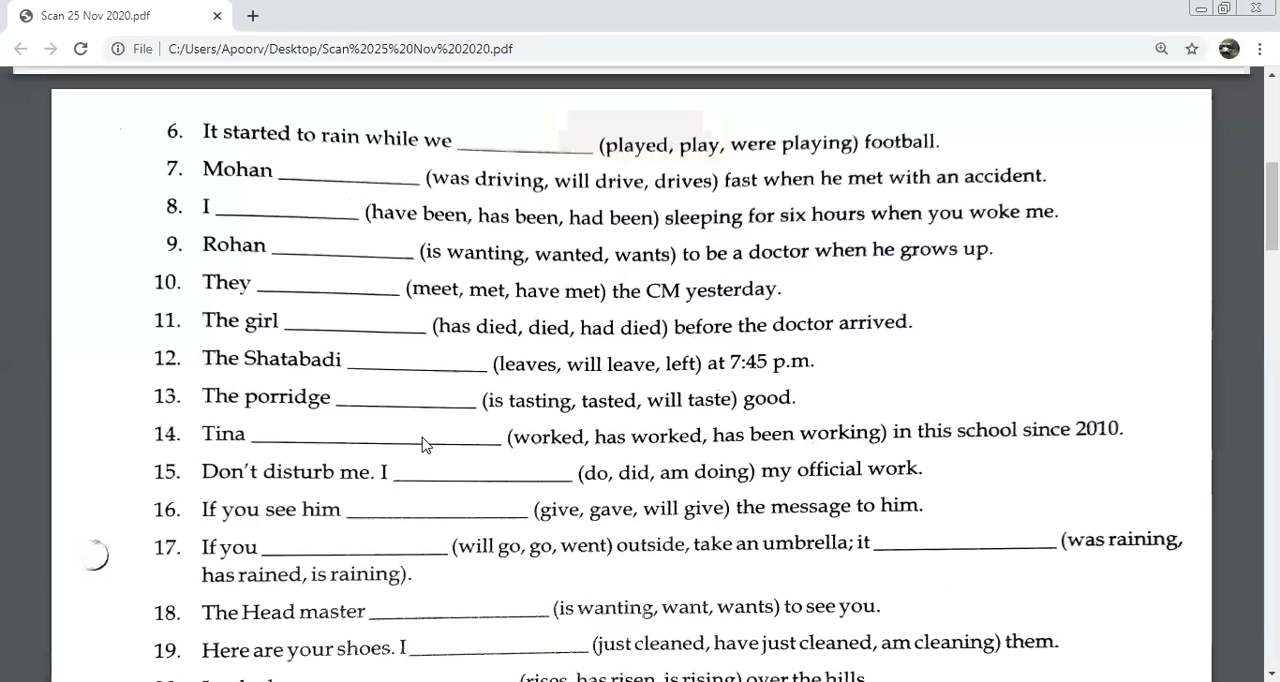 Scan 25 Nov 2020.pdf
File C:/Users/Apoorv/Desktop/Scan%2025%20Nov%202020.pdf
6. It started to rain while we ____________ (played, play, were playing) football.
7. Mohan ____________ (was driving, will drive, drives) fast when he met with an accident.
8. I ____________ (have been, has been, had been) sleeping for six hours when you woke me.
9. Rohan ____________ (is wanting, wanted, wants) to be a doctor when he grows up.
10. They ____________ (meet, met, have met) the CM yesterday.
11. The girl ____________ (has died, died, had died) before the doctor arrived.
12. The Shatabadi ____________ (leaves, will leave, left) at 7:45 p.m.
13. The porridge ____________ (is tasting, tasted, will taste) good.
14. Tina ____________ (worked, has worked, has been working) in this school since 2010.
15. Don't disturb me. I ____________ (do, did, am doing) my official work.
16. If you see him ____________ (give, gave, will give) the message to him.
17. If you ____________ (will go, go, went) outside, take an umbrella; it ____________ (was raining,
has rained, is raining).
18. The Head master ____________ (is wanting, want, wants) to see you.
19. Here are your shoes. I ____________ (just cleaned, have just cleaned, am cleaning) them.
(rises, has risen, is rising) over the hills